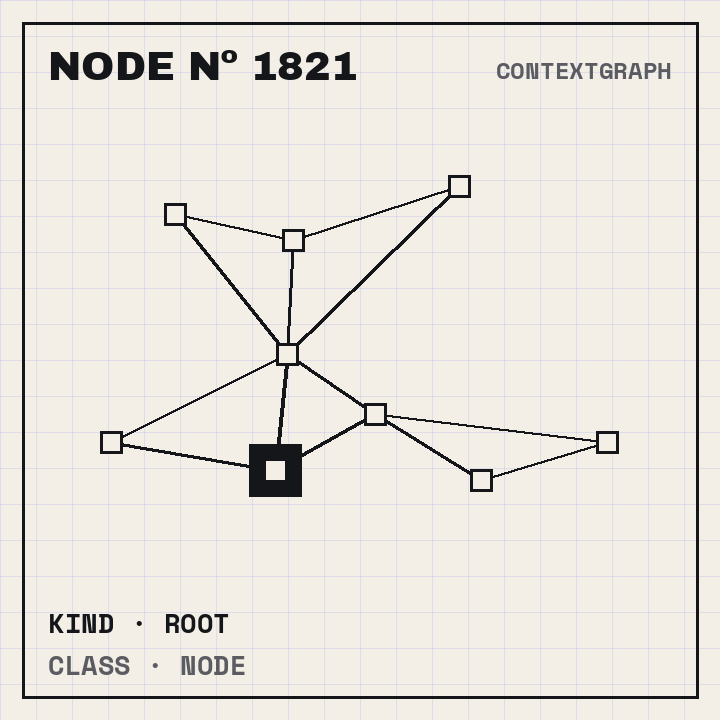 NODE Nº 1821
CONTEXTGRAPH
KIND · ROOT
CLASS · NODE